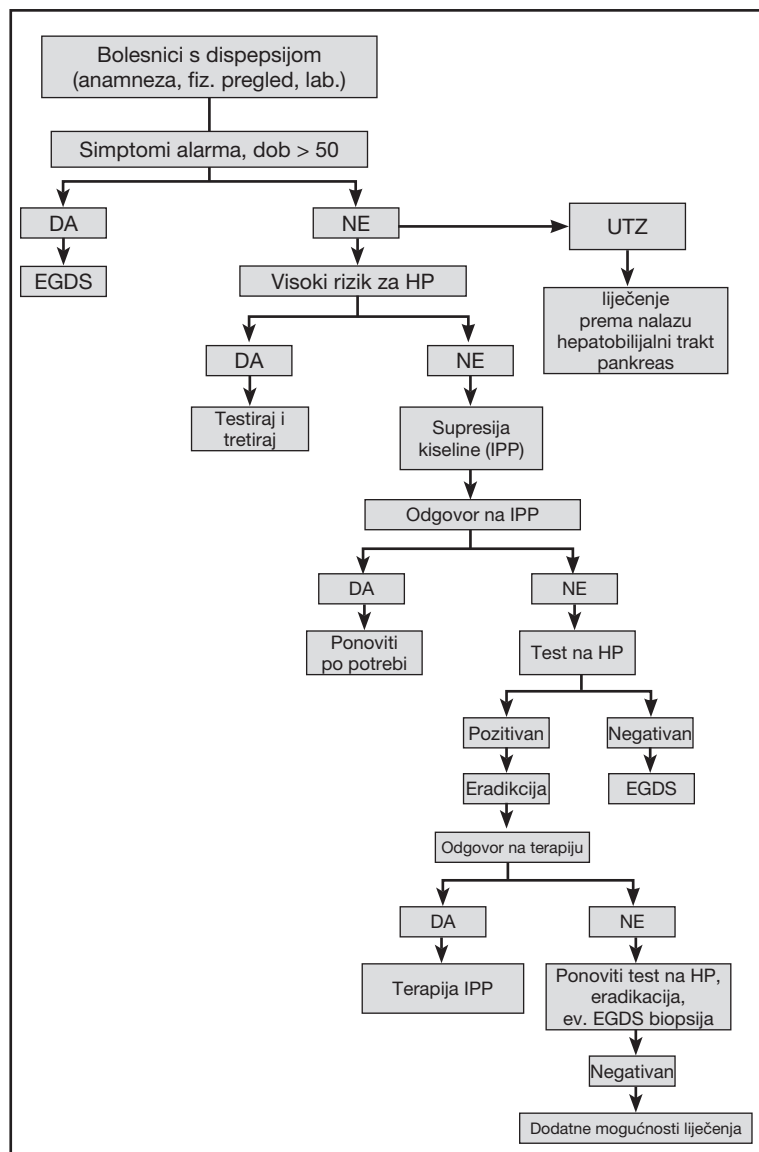 Bolesnici s dispepsijom
(anamneza, fiz. pregled, lab.)
Simptomi alarma, dob > 50
DA
NE
UTZ
EGDS
Visoki rizik za HP
liječenje
prema nalazu
hepatobilijalni trakt
pankreas
DA
NE
Testiraj i
tretiraj
Supresija
kiseline (IPP)
Odgovor na IPP
DA
NE
Ponoviti
po potrebi
Test na HP
Pozitivan
Negativan
Eradikcija
EGDS
Odgovor na terapiju
DA
NE
Terapija IPP
Ponoviti test na HP,
eradikacija,
ev. EGDS biopsija
Negativan
Dodatne mogućnosti liječenja